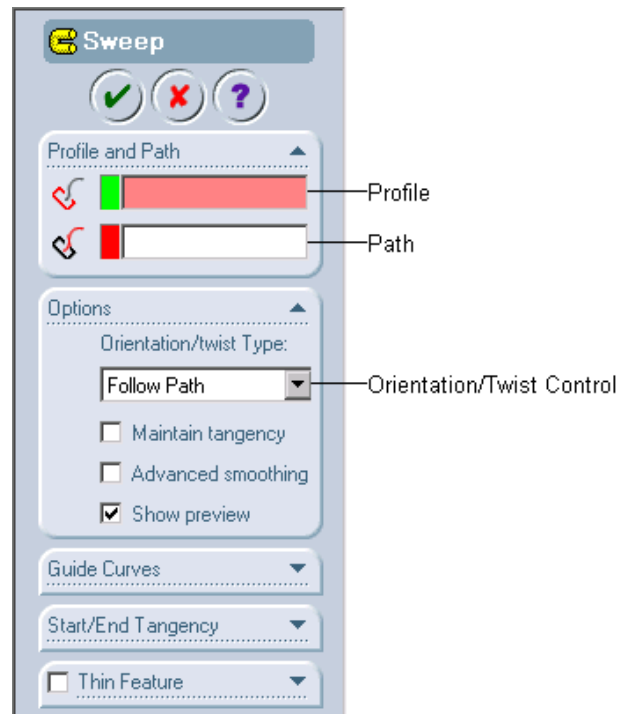 Sweep
?
Profile and Path
Profile
Path
Options
Orientation/twist Type:
Follow Path
Orientation/Twist Control
Maintain tangency
Advanced smoothing
Show preview
Guide Curves
Start/End Tangency
Thin Feature